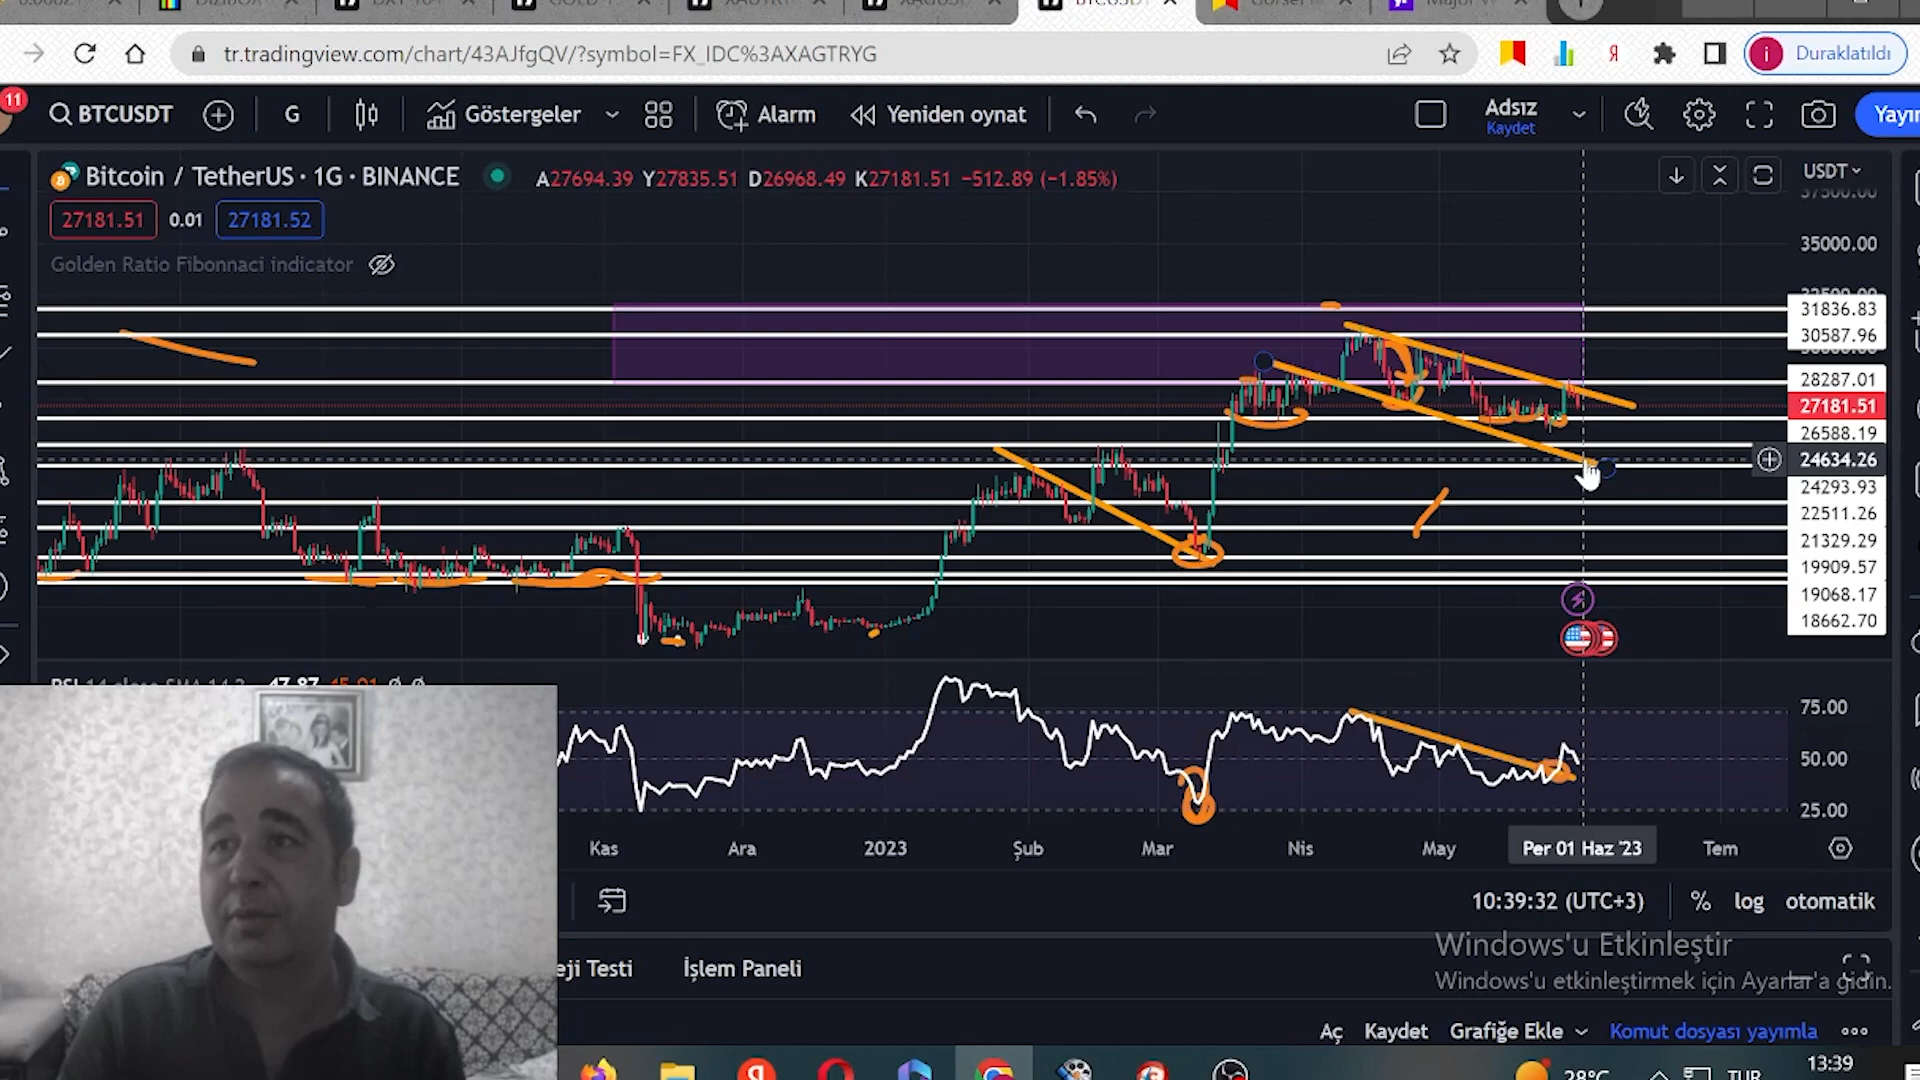 tr.tradingview.com/chart/43AJfgQV/?symbol=FX_IDC%3AXAGTRYG
Duraklatıldı
11
BTCUSDT
G
Göstergeler
Alarm
Yeniden oynat
Adsız
Kaydet
Bitcoin / TetherUS · 1G · BINANCE
A27694.39 Y27835.51 D26968.49 K27181.51 −512.89 (−1.85%)
USDT
27181.51 0.01 27181.52
Golden Ratio Fibonnaci indicator
35000.00
31836.83
30587.96
28287.01
27181.51
26588.19
24634.26
24293.93
22511.26
21329.29
19909.57
19068.17
18662.70
75.00
50.00
25.00
Kas
Ara
2023
Şub
Mar
Nis
May
Per 01 Haz '23
Tem
10:39:32 (UTC+3)
%
log
otomatik
Windows'u Etkinleştir
Windows'u etkinleştirmek için Ayarlar'a gidin.
Testi
İşlem Paneli
Aç
Kaydet
Grafiğe Ekle
Komut dosyası yayımla
28°C
TUR
13:39